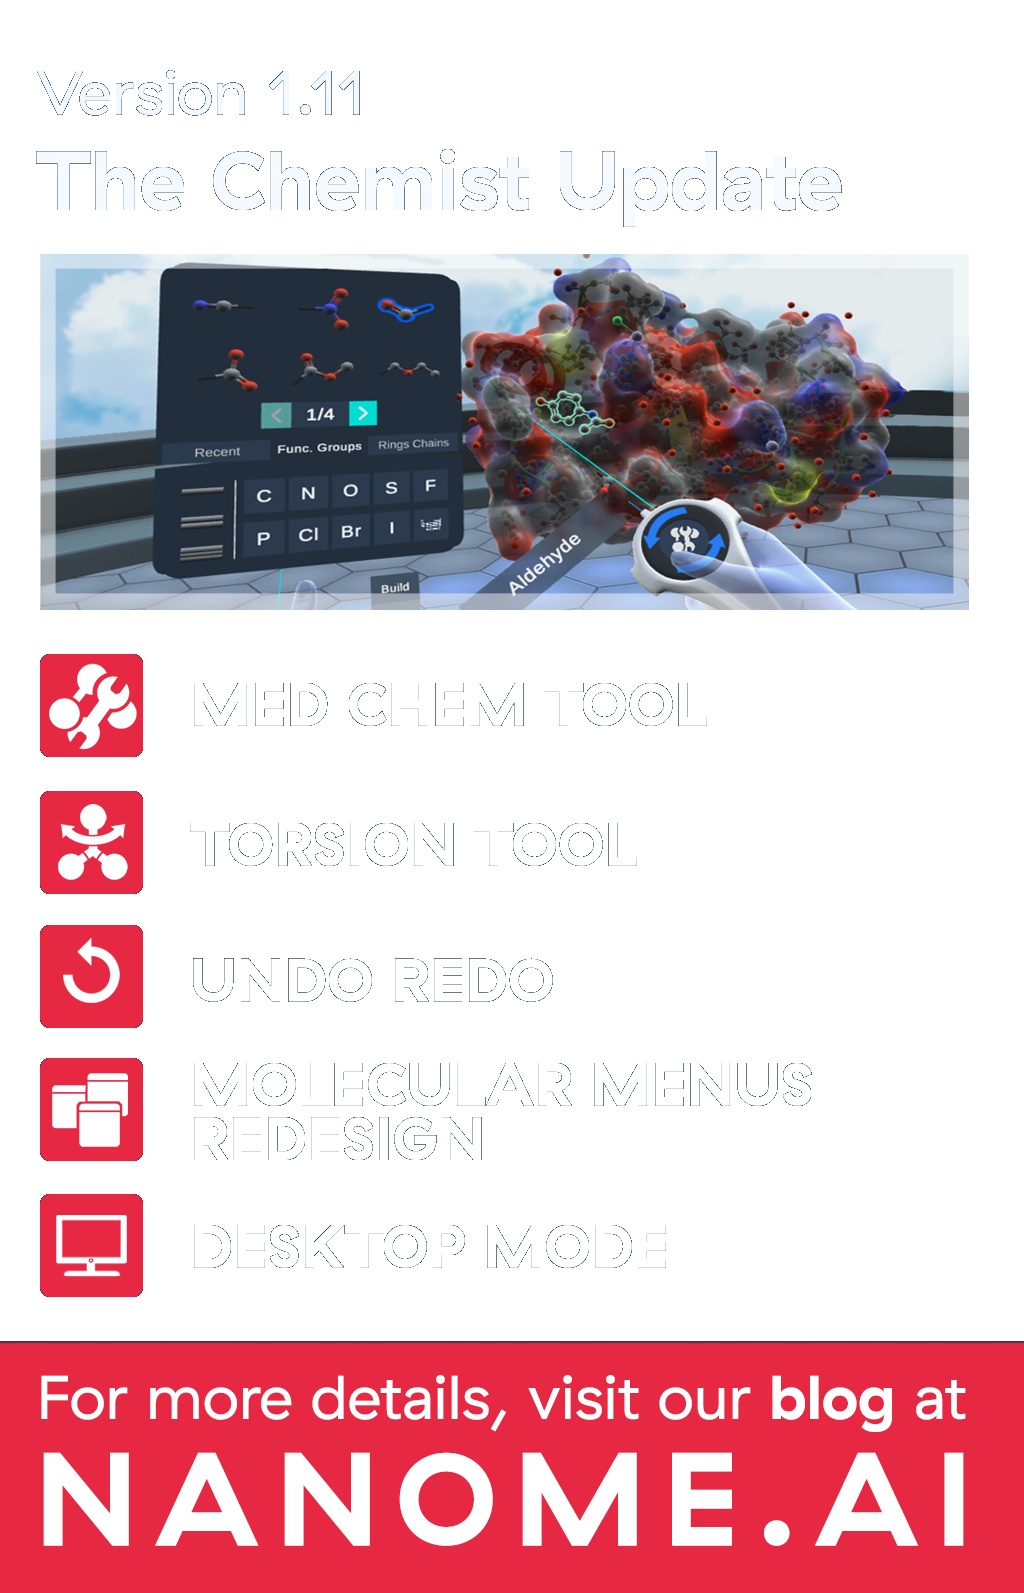 Version 1.11
The Chemist Update
1/4
Recent Func. Groups Rings Chains
C N O S F
P Cl Br I
Build
Aldehyde
MED CHEM TOOL
TORSION TOOL
UNDO REDO
MOLECULAR MENUS
REDESIGN
DESKTOP MODE
For more details, visit our blog at
NANOME.AI